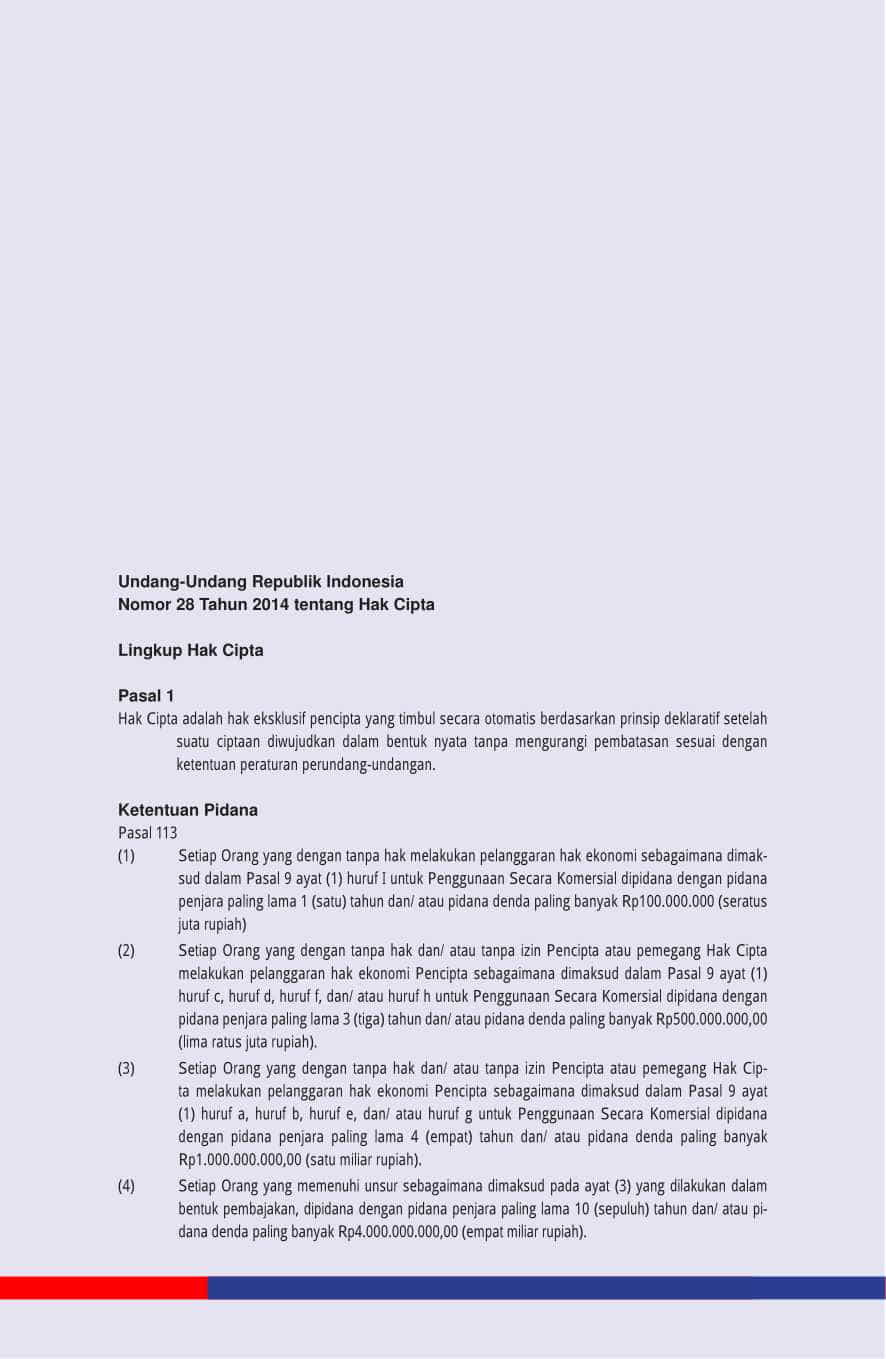 Undang-Undang Republik Indonesia
Nomor 28 Tahun 2014 tentang Hak Cipta
Lingkup Hak Cipta
Pasal 1
Hak Cipta adalah hak eksklusif pencipta yang timbul secara otomatis berdasarkan prinsip deklaratif setelah
suatu ciptaan diwujudkan dalam bentuk nyata tanpa mengurangi pembatasan sesuai dengan
ketentuan peraturan perundang-undangan.
Ketentuan Pidana
Pasal 113
(1) Setiap Orang yang dengan tanpa hak melakukan pelanggaran hak ekonomi sebagaimana dimak-
sud dalam Pasal 9 ayat (1) huruf I untuk Penggunaan Secara Komersial dipidana dengan pidana
penjara paling lama 1 (satu) tahun dan/ atau pidana denda paling banyak Rp100.000.000 (seratus
juta rupiah)
(2) Setiap Orang yang dengan tanpa hak dan/ atau tanpa izin Pencipta atau pemegang Hak Cipta
melakukan pelanggaran hak ekonomi Pencipta sebagaimana dimaksud dalam Pasal 9 ayat (1)
huruf c, huruf d, huruf f, dan/ atau huruf h untuk Penggunaan Secara Komersial dipidana dengan
pidana penjara paling lama 3 (tiga) tahun dan/ atau pidana denda paling banyak Rp500.000.000,00
(lima ratus juta rupiah).
(3) Setiap Orang yang dengan tanpa hak dan/ atau tanpa izin Pencipta atau pemegang Hak Cip-
ta melakukan pelanggaran hak ekonomi Pencipta sebagaimana dimaksud dalam Pasal 9 ayat
(1) huruf a, huruf b, huruf e, dan/ atau huruf g untuk Penggunaan Secara Komersial dipidana
dengan pidana penjara paling lama 4 (empat) tahun dan/ atau pidana denda paling banyak
Rp1.000.000.000,00 (satu miliar rupiah).
(4) Setiap Orang yang memenuhi unsur sebagaimana dimaksud pada ayat (3) yang dilakukan dalam
bentuk pembajakan, dipidana dengan pidana penjara paling lama 10 (sepuluh) tahun dan/ atau pi-
dana denda paling banyak Rp4.000.000.000,00 (empat miliar rupiah).